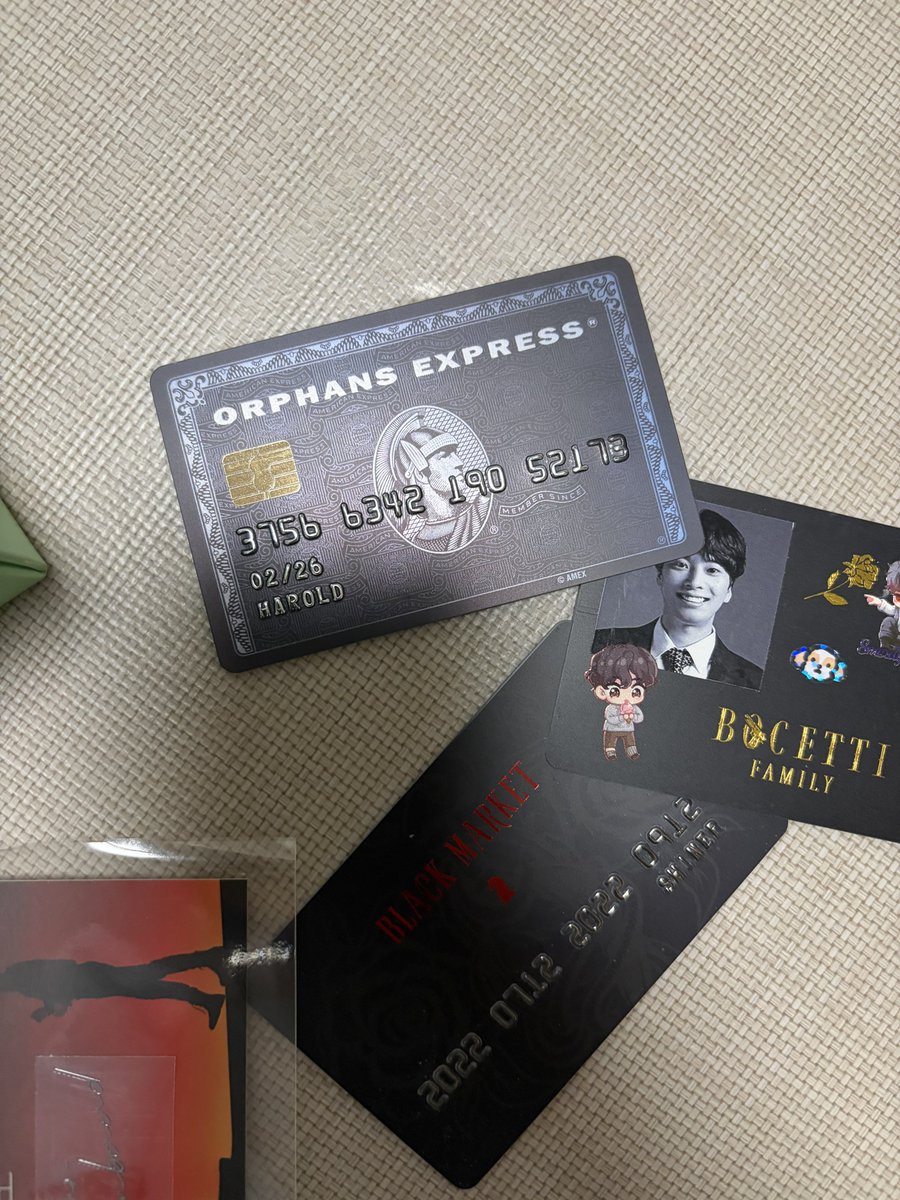 ORPHANS EXPRESS®
3756 6342 190 52173
MEMBER SINCE
02/26
HAROLD
© AMEX
BOCETTI
FAMILY
BLACK MARKET
2022 0712 2022 0912